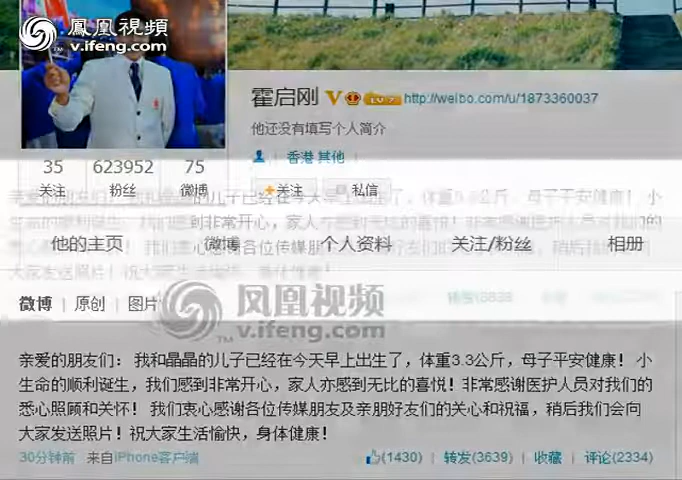 鳳凰視頻
v.ifeng.com
霍启刚 V LV 7 http://weibo.com/u/1873360037
他还没有填写个人简介
香港 其他
35 623952 75
关注 粉丝 微博
关注 私信
他的主页 微博 个人资料 关注/粉丝 相册
微博 | 原创 | 图片
凤凰视频
v.ifeng.com
亲爱的朋友们： 我和晶晶的儿子已经在今天早上出生了，体重3.3公斤，母子平安健康！ 小
生命的顺利诞生，我们感到非常开心，家人亦感到无比的喜悦！非常感谢医护人员对我们的
悉心照顾和关怀！ 我们衷心感谢各位传媒朋友及亲朋好友们的关心和祝福，稍后我们会向
大家发送照片！祝大家生活愉快，身体健康！
30分钟前 来自iPhone客户端 (1430) | 转发(3639) | 收藏 | 评论(2334)